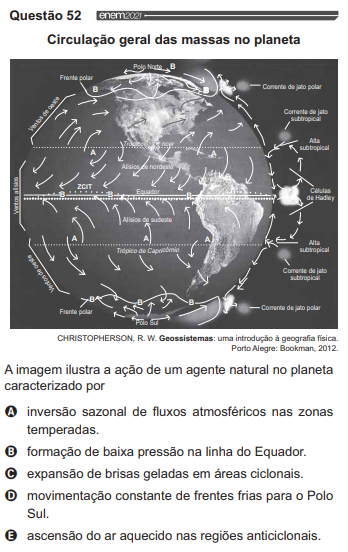 Questão 52 enem2021
Circulação geral das massas no planeta
Polo Norte
B
Frente polar
B
B
Corrente de jato polar
Ventos de oeste
Corrente de jato
subtropical
Trópico de Câncer
A
A
Alta
subtropical
Alísios de nordeste
Ventos alísios
ZCIT
B
B
Equador
B
B
Células
de Hadley
Alísios de sudeste
A
A
A
Alta
subtropical
Trópico de Capricórnio
Ventos de oeste
Corrente de jato
subtropical
B
B
B
Frente polar
Polo Sul
Corrente de jato polar
CHRISTOPHERSON, R. W. Geossistemas: uma introdução à geografia física.
Porto Alegre: Bookman, 2012.
A imagem ilustra a ação de um agente natural no planeta
caracterizado por
A inversão sazonal de fluxos atmosféricos nas zonas
temperadas.
B formação de baixa pressão na linha do Equador.
C expansão de brisas geladas em áreas ciclonais.
D movimentação constante de frentes frias para o Polo
Sul.
E ascensão do ar aquecido nas regiões anticiclonais.